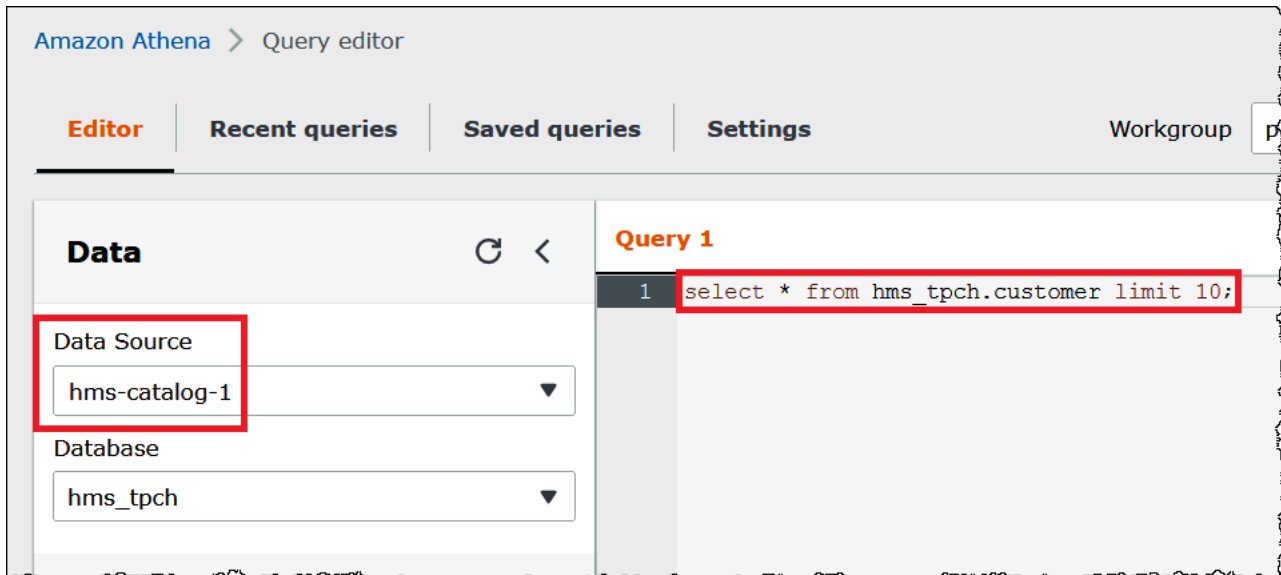 Amazon Athena > Query editor
Editor Recent queries Saved queries Settings Workgroup
Data
Query 1
1 select * from hms_tpch.customer limit 10;
Data Source
hms-catalog-1
Database
hms_tpch